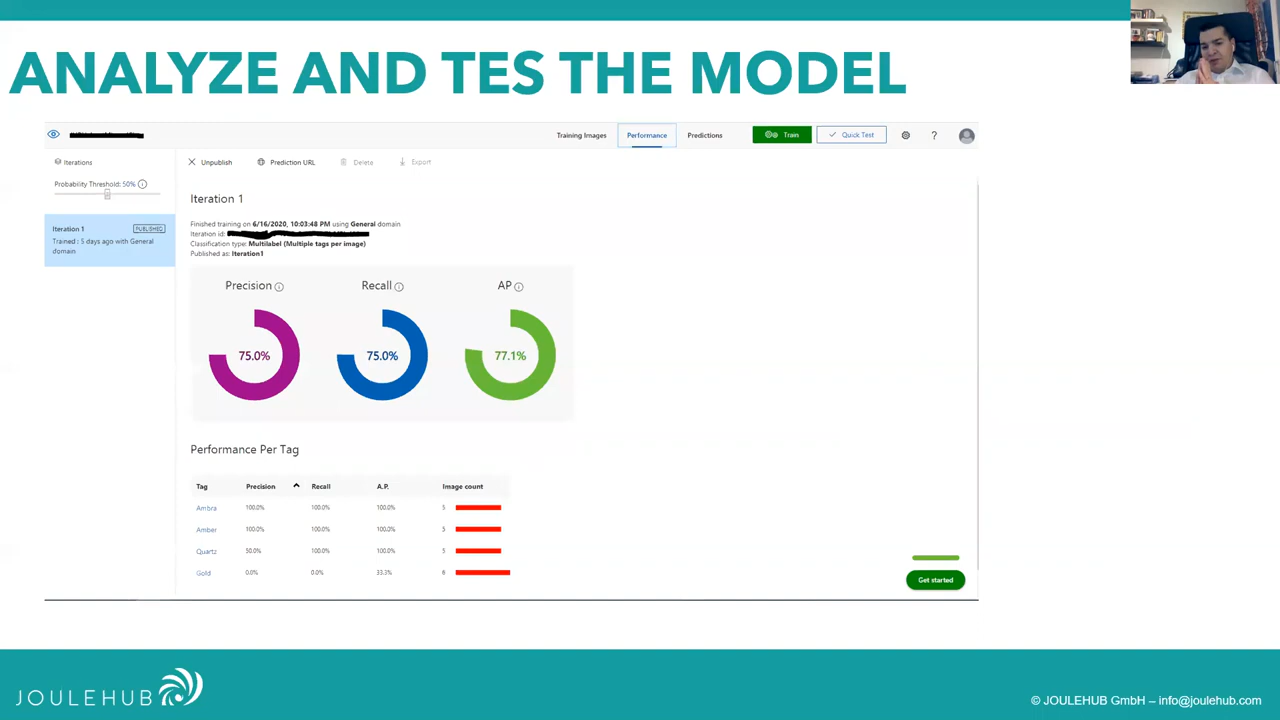 ANALYZE AND TES THE MODEL
Training Images Performance Predictions Train Quick Test ?
Iterations
Unpublish Prediction URL Delete Export
Probability Threshold: 50%
Iteration 1 PUBLISHED
Trained : 5 days ago with General
domain
Iteration 1
Finished training on 6/16/2020, 10:03:48 PM using General domain
Iteration id:
Classification type: Multilabel (Multiple tags per image)
Published as: Iteration1
Precision Recall AP
75.0% 75.0% 77.1%
Performance Per Tag
Tag Precision Recall A.P. Image count
Ambra 100.0% 100.0% 100.0% 5
Amber 100.0% 100.0% 100.0% 5
Quartz 50.0% 100.0% 100.0% 5
Gold 0.0% 0.0% 33.3% 6
Get started
JOULEHUB
© JOULEHUB GmbH – info@joulehub.com